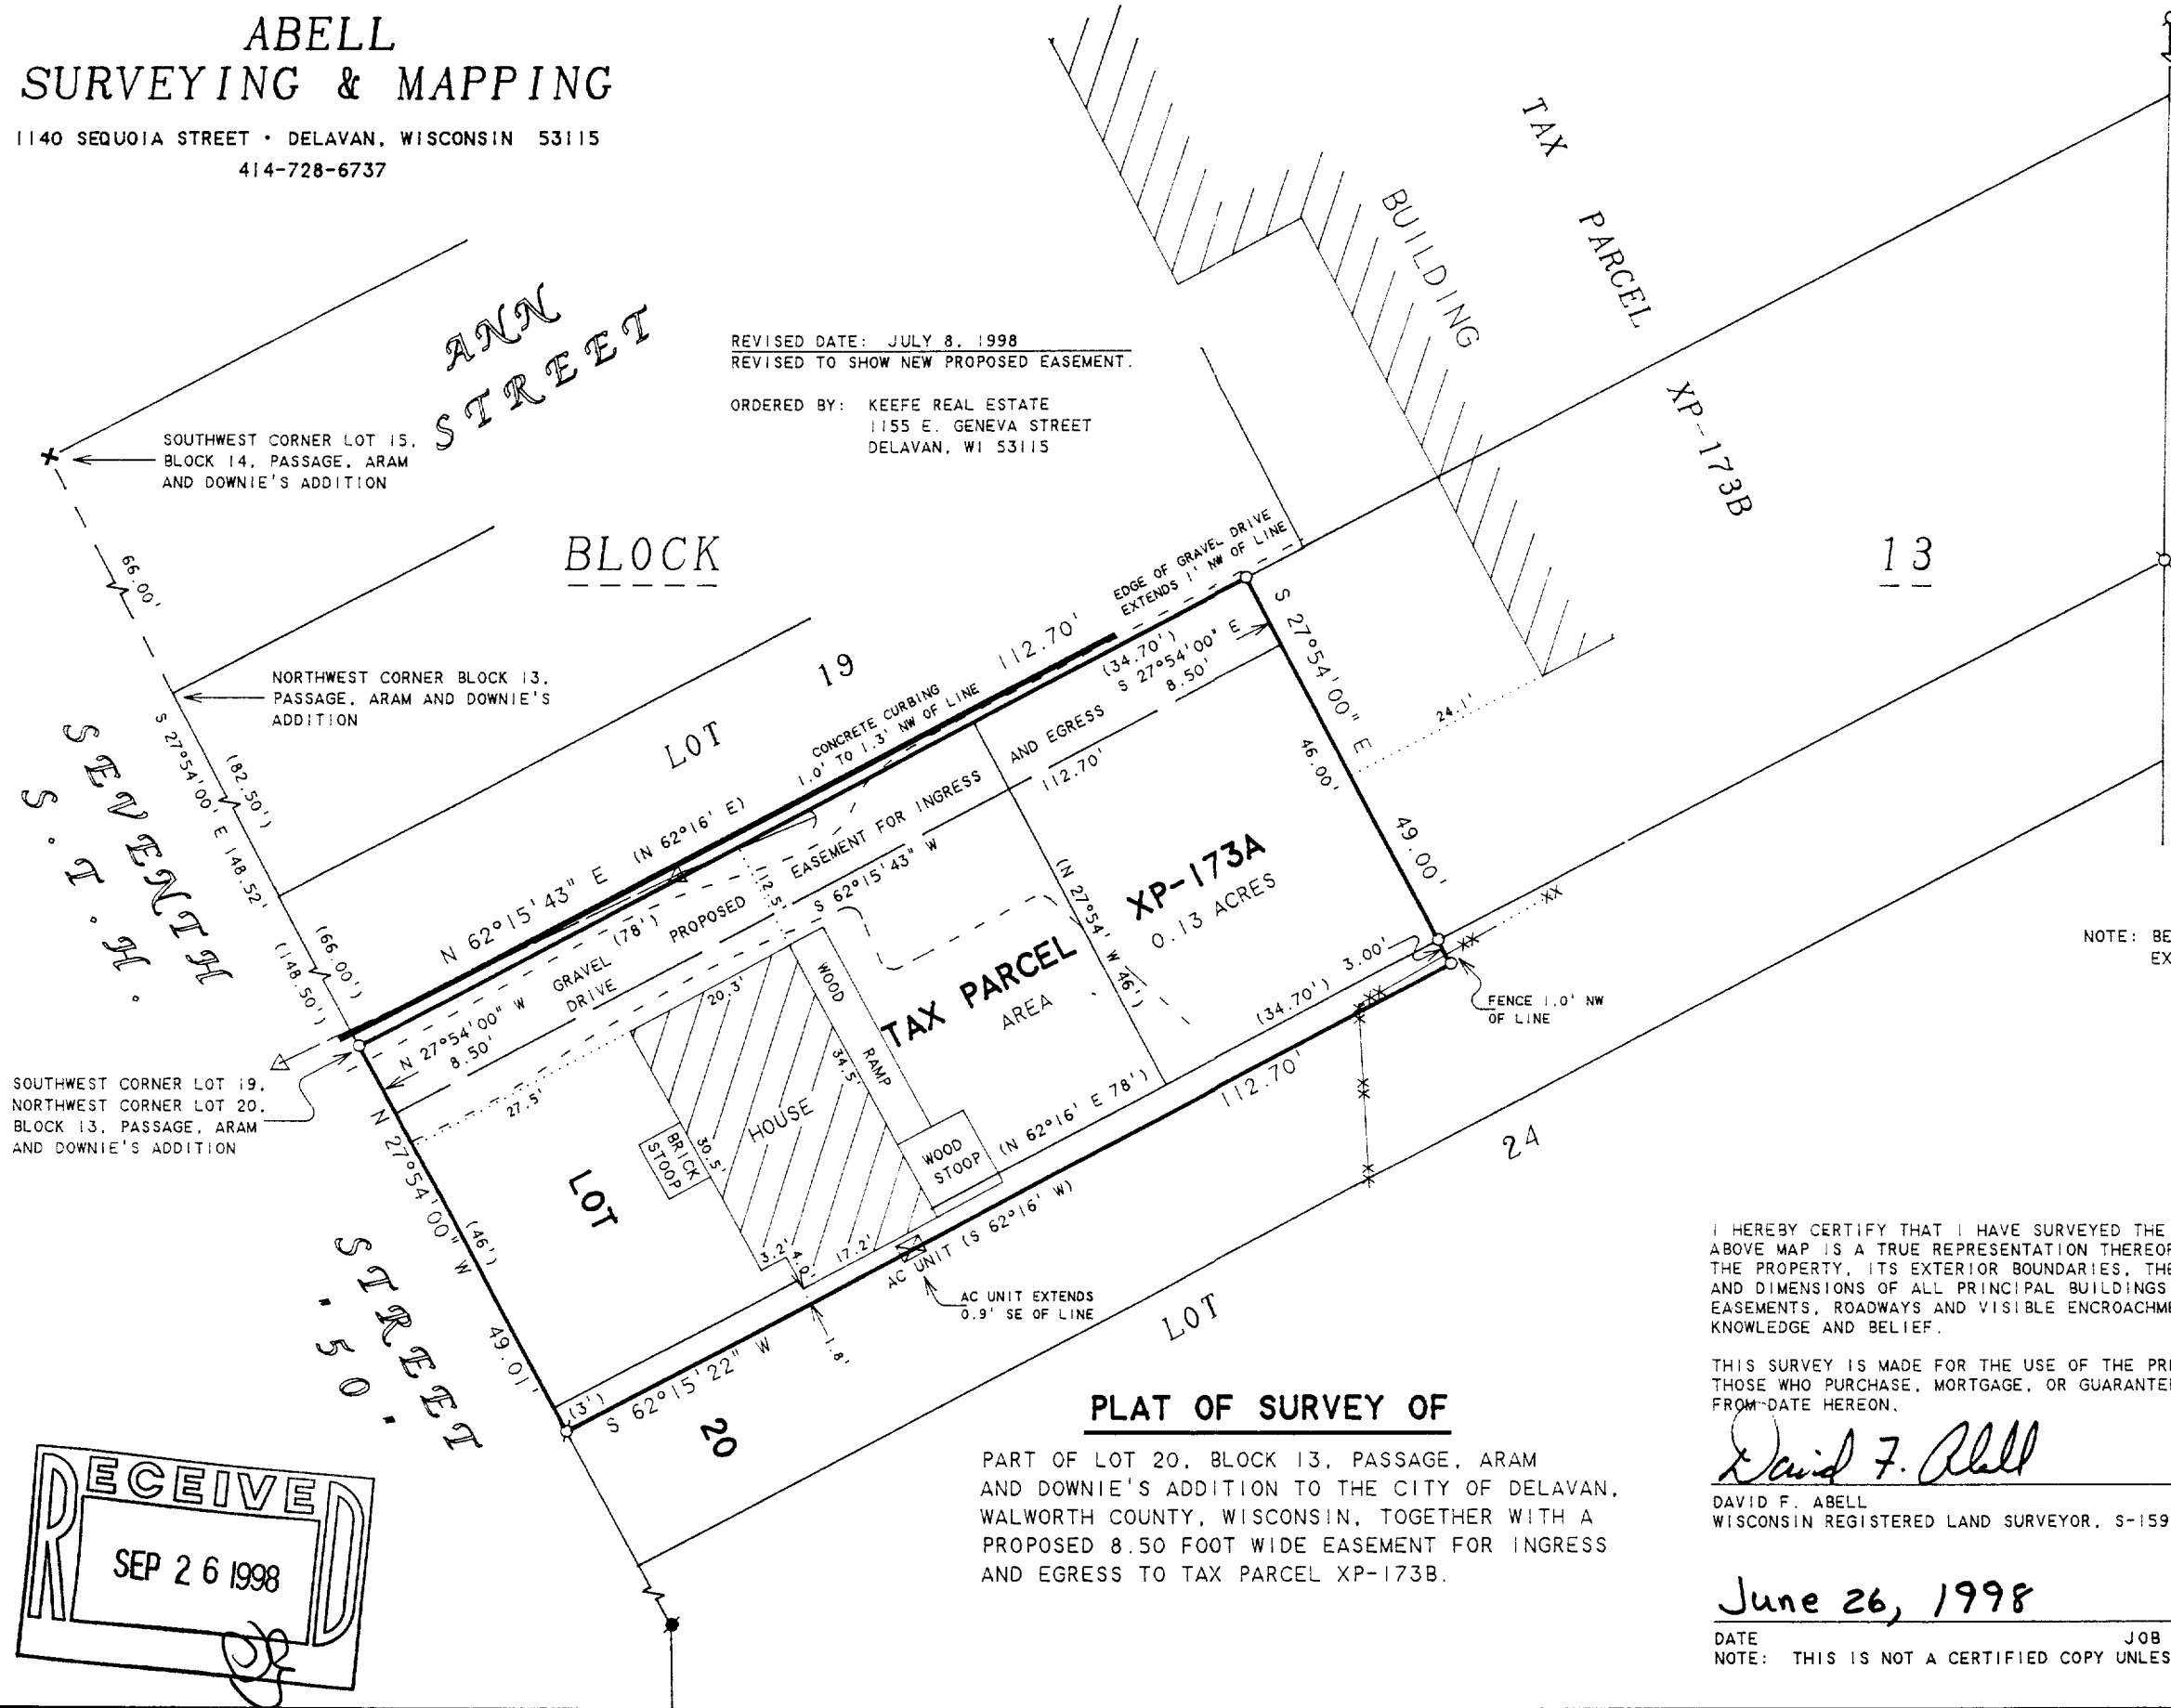 ABELL
SURVEYING & MAPPING
1140 SEQUOIA STREET • DELAVAN, WISCONSIN 53115
414-728-6737
ANN
STREET
REVISED DATE: JULY 8, 1998
REVISED TO SHOW NEW PROPOSED EASEMENT.
ORDERED BY: KEEFE REAL ESTATE
1155 E. GENEVA STREET
DELAVAN, WI 53115
SOUTHWEST CORNER LOT 15,
BLOCK 14, PASSAGE, ARAM
AND DOWNIE'S ADDITION
66.00'
BLOCK
13
TAX PARCEL XP-173B
BUILDING
NORTHWEST CORNER BLOCK 13,
PASSAGE, ARAM AND DOWNIE'S
ADDITION
S 27°54'00" E 148.52'
(82.50')
(66.00')
(148.50')
SEVENTH
S.T.H.
STREET
"50"
LOT 19
CONCRETE CURBING
1.0' TO 1.3' NW OF LINE
EDGE OF GRAVEL DRIVE
EXTENDS 1' NW OF LINE
N 62°15'43" E (N 62°16' E) 112.70'
(78')
(34.70')
S 27°54'00" E
8.50'
GRAVEL
DRIVE
PROPOSED EASEMENT FOR INGRESS AND EGRESS
S 62°15'43" W 112.70'
12.5'
N 27°54'00" W
8.50'
S 27°54'00" E
46.00'
49.00'
24.1'
SOUTHWEST CORNER LOT 19,
NORTHWEST CORNER LOT 20,
BLOCK 13, PASSAGE, ARAM
AND DOWNIE'S ADDITION
N 27°54'00" W 49.01'
(46')
27.5'
20.3'
WOOD RAMP
34.5'
HOUSE
30.5'
BRICK
STOOP
WOOD
STOOP
3.2'
4.0'
17.2'
TAX PARCEL XP-173A
AREA 0.13 ACRES
(N 27°54' W 46')
(N 62°16' E 78')
(34.70')
3.00'
FENCE 1.0' NW
OF LINE
LOT 20
(3')
S 62°15'22" W (S 62°16' W) 112.70'
AC UNIT
AC UNIT EXTENDS
0.9' SE OF LINE
1.8'
LOT 24
NOTE: BE
EX
PLAT OF SURVEY OF
PART OF LOT 20, BLOCK 13, PASSAGE, ARAM
AND DOWNIE'S ADDITION TO THE CITY OF DELAVAN,
WALWORTH COUNTY, WISCONSIN, TOGETHER WITH A
PROPOSED 8.50 FOOT WIDE EASEMENT FOR INGRESS
AND EGRESS TO TAX PARCEL XP-173B.
I HEREBY CERTIFY THAT I HAVE SURVEYED THE
ABOVE MAP IS A TRUE REPRESENTATION THEREOF
THE PROPERTY, ITS EXTERIOR BOUNDARIES, THE
AND DIMENSIONS OF ALL PRINCIPAL BUILDINGS
EASEMENTS, ROADWAYS AND VISIBLE ENCROACHME
KNOWLEDGE AND BELIEF.
THIS SURVEY IS MADE FOR THE USE OF THE PRE
THOSE WHO PURCHASE, MORTGAGE, OR GUARANTEE
FROM DATE HEREON.
David F. Abell
DAVID F. ABELL
WISCONSIN REGISTERED LAND SURVEYOR, S-159
June 26, 1998
DATE JOB
NOTE: THIS IS NOT A CERTIFIED COPY UNLES
RECEIVED
SEP 26 1998